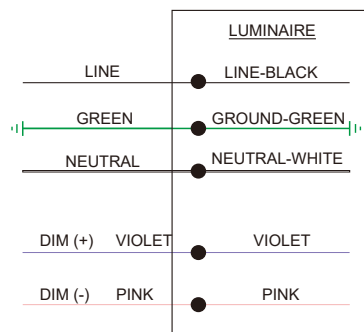 LUMINAIRE
LINE LINE-BLACK
GREEN GROUND-GREEN
NEUTRAL NEUTRAL-WHITE
DIM (+) VIOLET VIOLET
DIM (-) PINK PINK